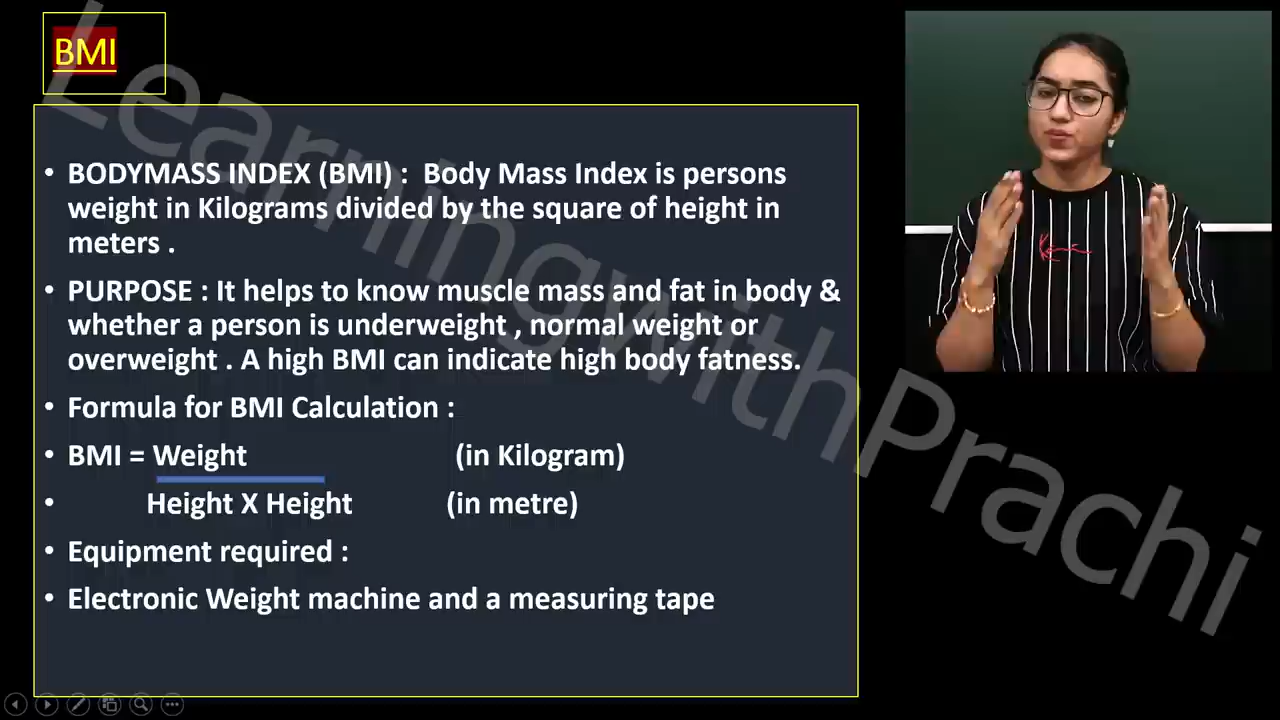 BMI
• BODYMASS INDEX (BMI) : Body Mass Index is persons
weight in Kilograms divided by the square of height in
meters .
• PURPOSE : It helps to know muscle mass and fat in body &
whether a person is underweight , normal weight or
overweight . A high BMI can indicate high body fatness.
• Formula for BMI Calculation :
• BMI = Weight (in Kilogram)
• Height X Height (in metre)
• Equipment required :
• Electronic Weight machine and a measuring tape
LearningwithPrachi